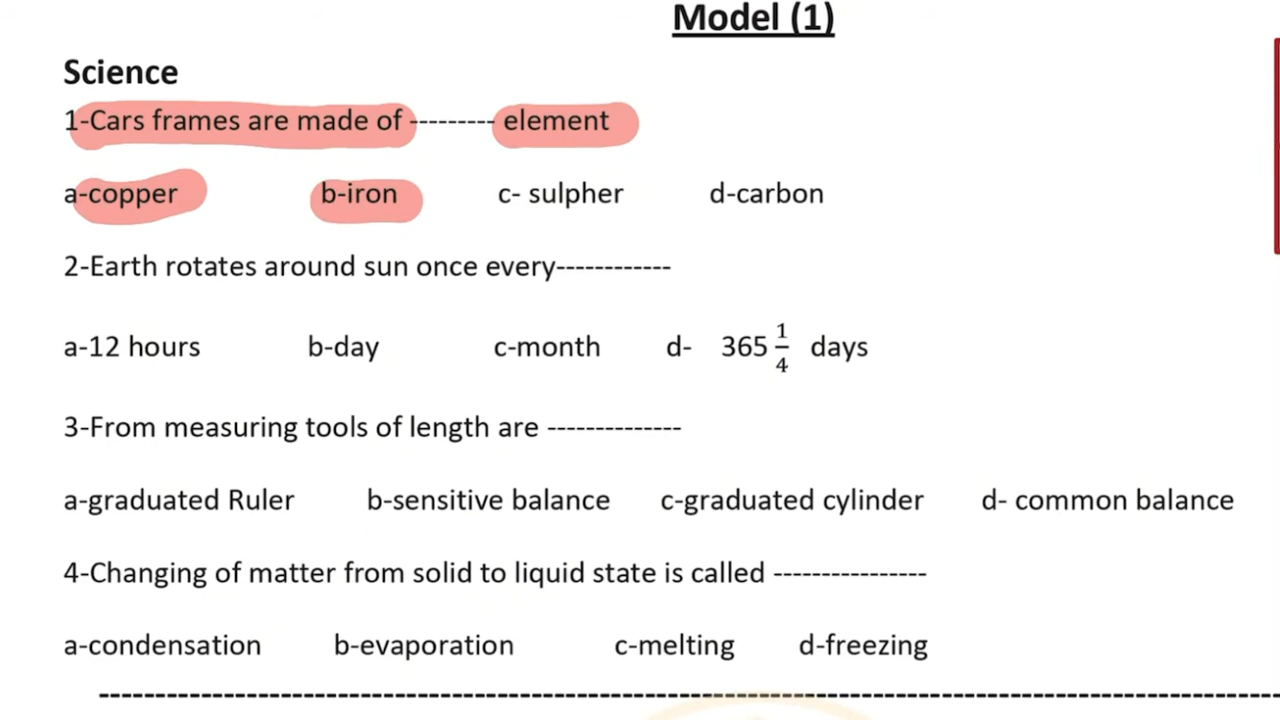 Model (1)
Science
1-Cars frames are made of --------- element
a-copper b-iron c- sulpher d-carbon
2-Earth rotates around sun once every------------
a-12 hours b-day c-month d- 365 1/4 days
3-From measuring tools of length are --------------
a-graduated Ruler b-sensitive balance c-graduated cylinder d- common balance
4-Changing of matter from solid to liquid state is called ----------------
a-condensation b-evaporation c-melting d-freezing